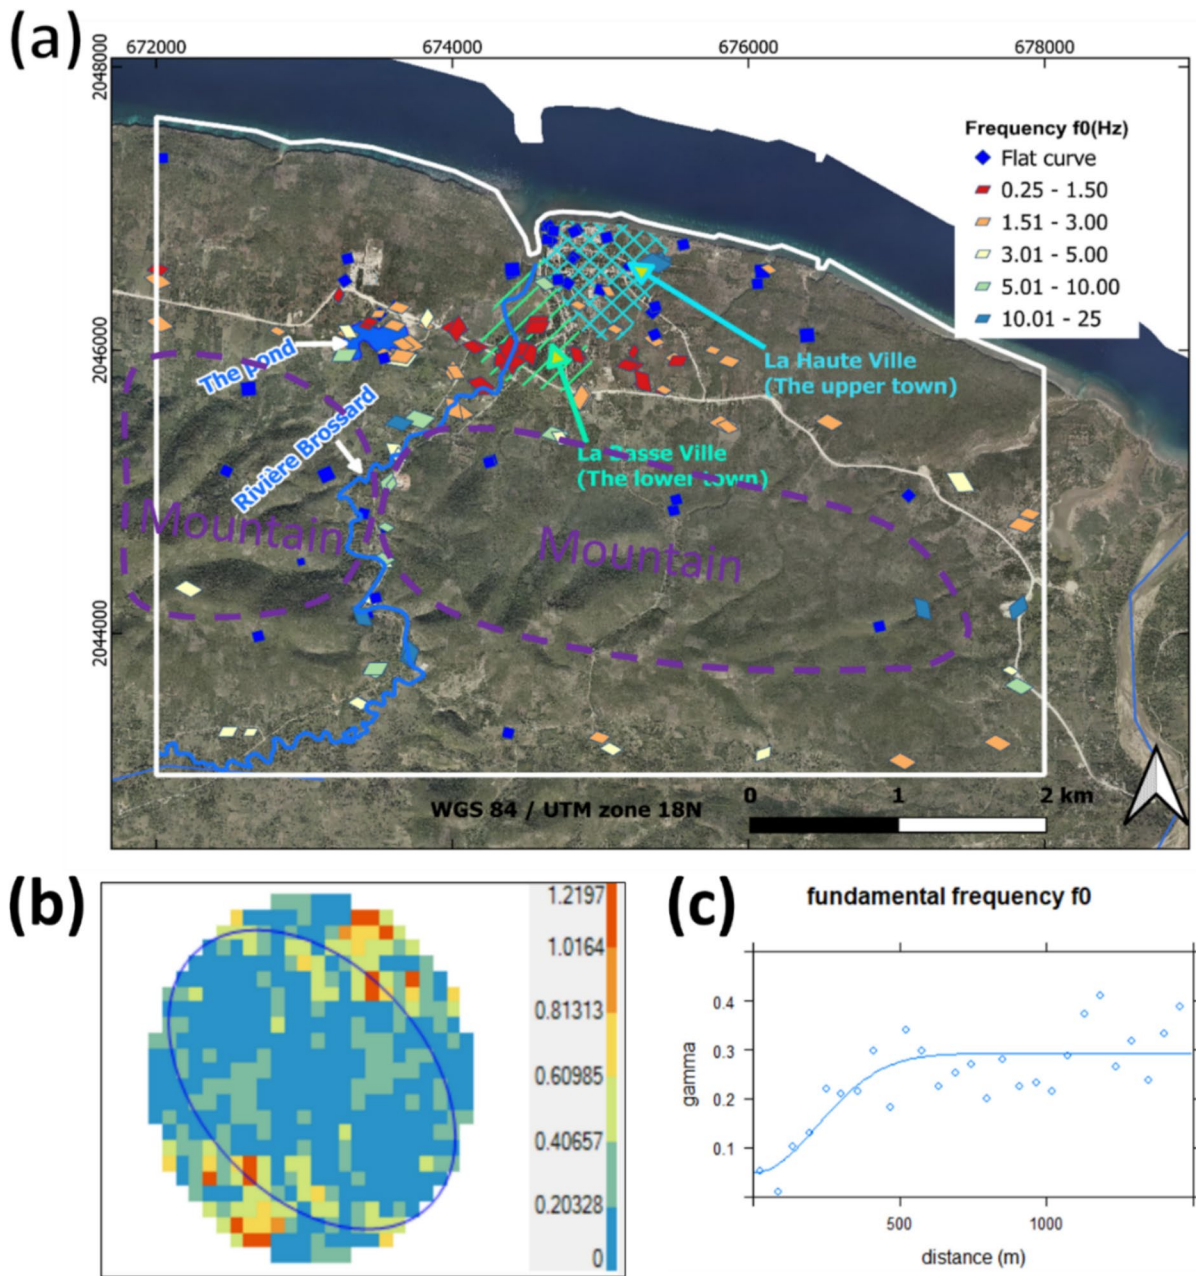 (a)
672000
674000
676000
678000
2048000
2046000
2044000
Frequency f0(Hz)
Flat curve
0.25 - 1.50
1.51 - 3.00
3.01 - 5.00
5.01 - 10.00
10.01 - 25
The pond
La Haute Ville
(The upper town)
Rivière Brossard
La Basse Ville
(The lower town)
Mountain
Mountain
WGS 84 / UTM zone 18N
0
1
2 km
(b)
1.2197
1.0164
0.81313
0.60985
0.40657
0.20328
0
(c)
fundamental frequency f0
gamma
0.4
0.3
0.2
0.1
500
1000
distance (m)